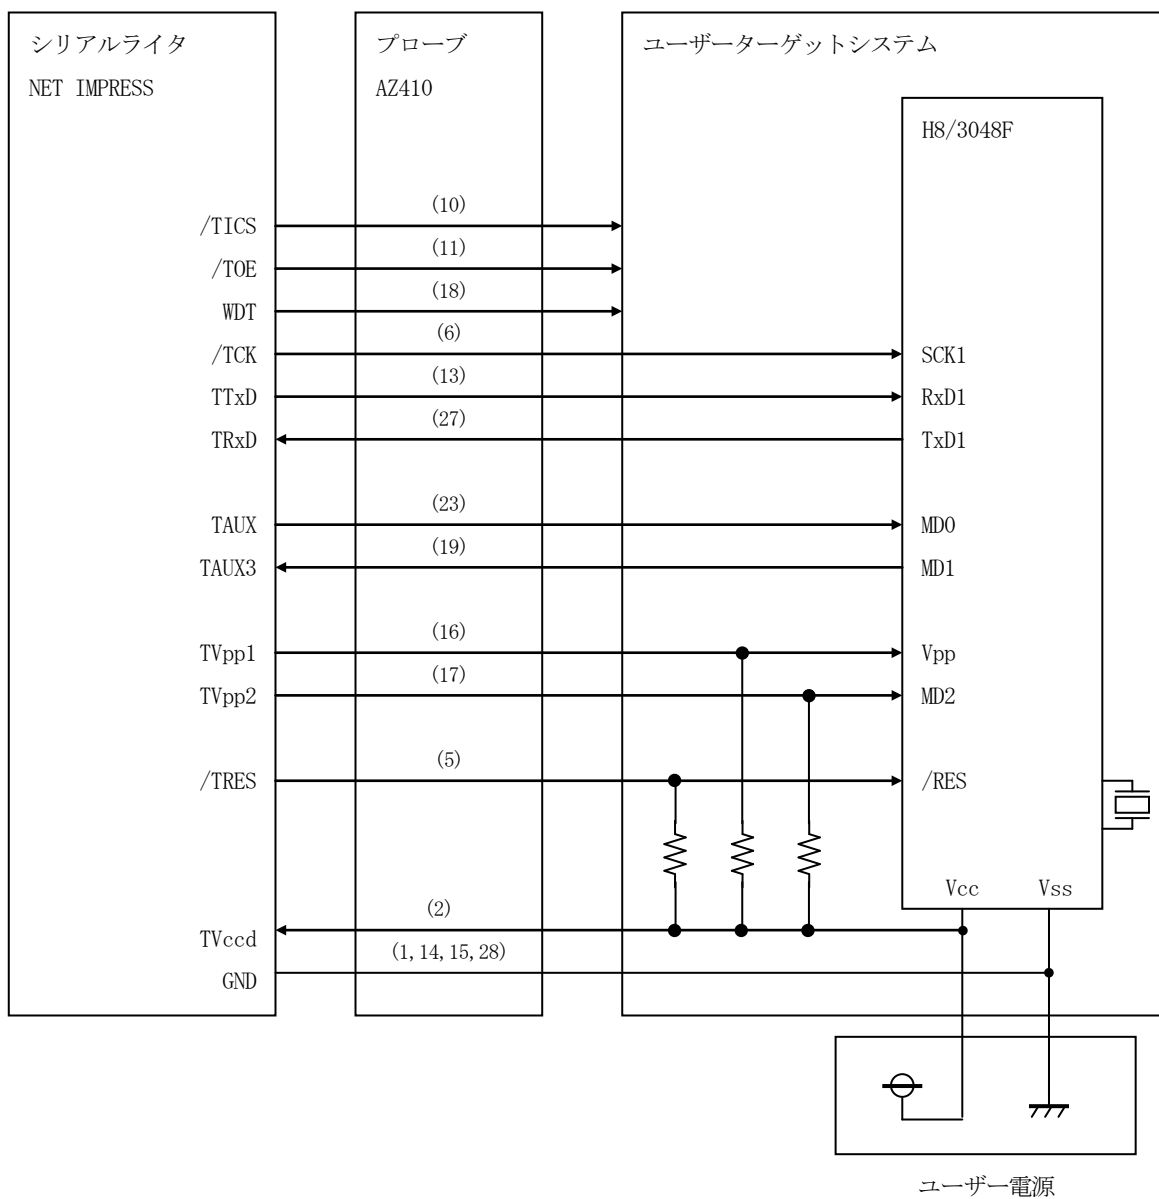 シリアルライタ
NET IMPRESS
プローブ
AZ410
ユーザーターゲットシステム
H8/3048F
/TICS
(10)
/TOE
(11)
WDT
(18)
/TCK
(6)
SCK1
TTxD
(13)
RxD1
TRxD
(27)
TxD1
TAUX
(23)
MD0
TAUX3
(19)
MD1
TVpp1
(16)
Vpp
TVpp2
(17)
MD2
/TRES
(5)
/RES
Vcc
Vss
TVccd
(2)
GND
(1,14,15,28)
ユーザー電源